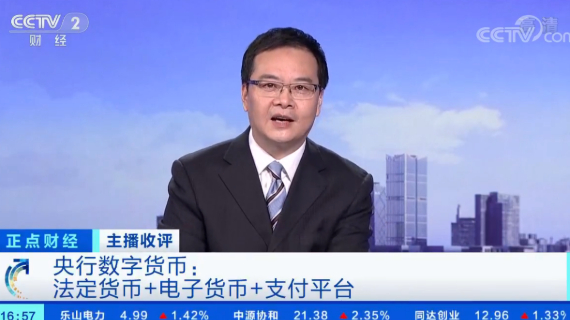 CCTV 2
财 经
CCTV.com
高清
正点财经 主播收评
央行数字货币:
法定货币+电子货币+支付平台
16:57 乐山电力 4.99 ▲1.42% 中源协和 21.38 ▲2.35% 同达创业 12.96 ▲1.33%